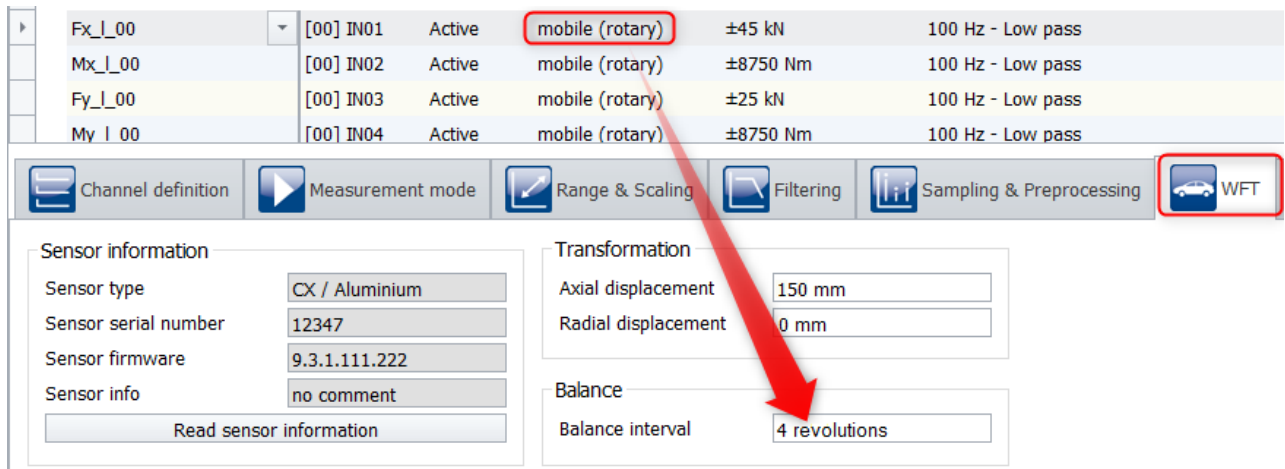 Fx_l_00 [00] IN01 Active mobile (rotary) ±45 kN 100 Hz - Low pass
Mx_l_00 [00] IN02 Active mobile (rotary) ±8750 Nm 100 Hz - Low pass
Fy_l_00 [00] IN03 Active mobile (rotary) ±25 kN 100 Hz - Low pass
My_l_00 [00] IN04 Active mobile (rotary) ±8750 Nm 100 Hz - Low pass
Channel definition Measurement mode Range & Scaling Filtering Sampling & Preprocessing WFT
Sensor information
Sensor type CX / Aluminium
Sensor serial number 12347
Sensor firmware 9.3.1.111.222
Sensor info no comment
Read sensor information
Transformation
Axial displacement 150 mm
Radial displacement 0 mm
Balance
Balance interval 4 revolutions